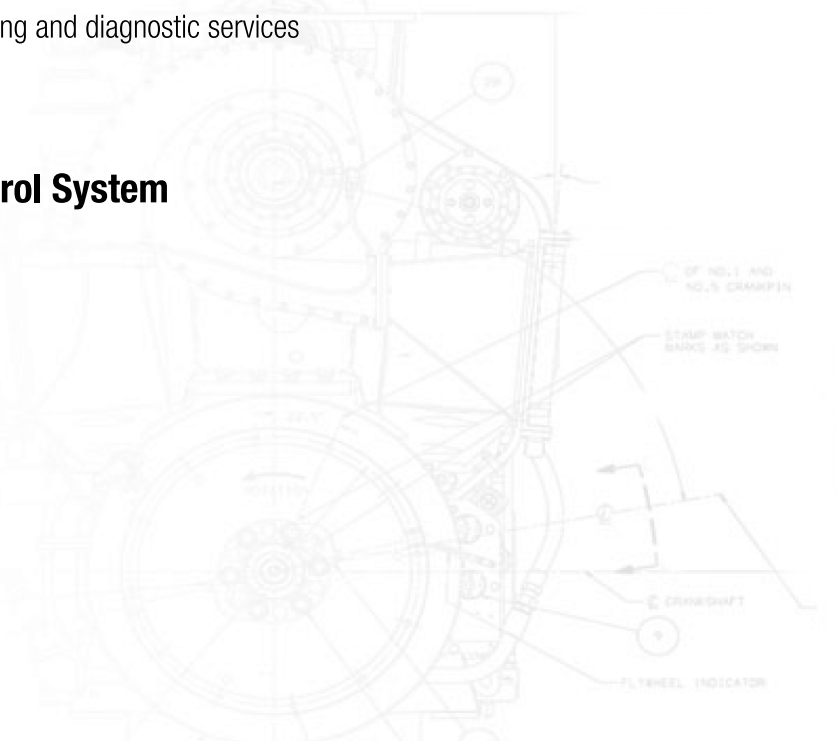 ng and diagnostic services
rol System
OF NO.1 AND
NO.5 CRANKPIN
STAMP MATCH
MARKS AS SHOWN
CRANKSHAFT
9
FLYWHEEL INDICATOR